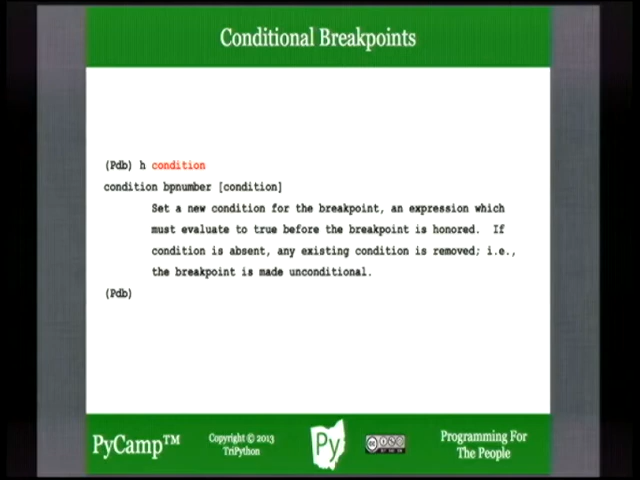 Conditional Breakpoints
(Pdb) h condition
condition bpnumber [condition]
Set a new condition for the breakpoint, an expression which
must evaluate to true before the breakpoint is honored. If
condition is absent, any existing condition is removed; i.e.,
the breakpoint is made unconditional.
(Pdb)
PyCamp™
Copyright © 2013
TriPython
Py
Programming For
The People